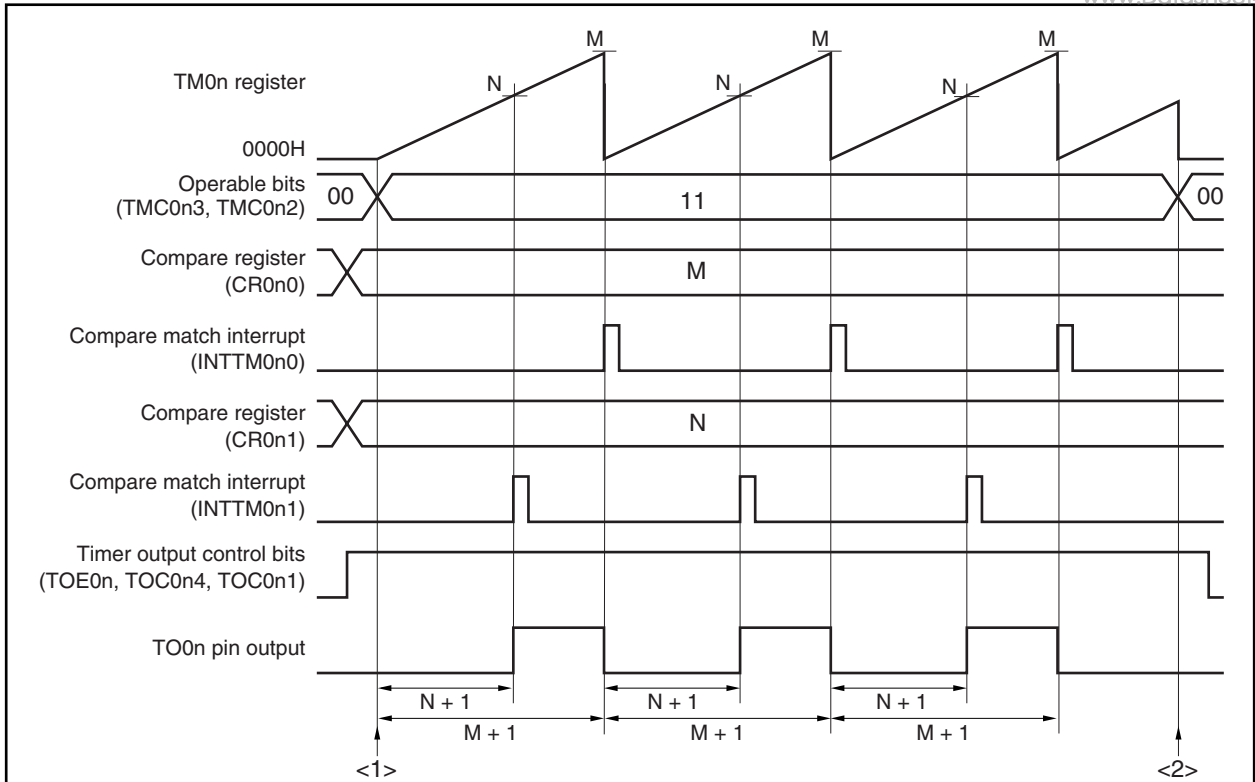 M M M
TM0n register
N N N
0000H
Operable bits
(TMC0n3, TMC0n2)
00 11 00
Compare register
(CR0n0)
M
Compare match interrupt
(INTTM0n0)
Compare register
(CR0n1)
N
Compare match interrupt
(INTTM0n1)
Timer output control bits
(TOE0n, TOC0n4, TOC0n1)
TO0n pin output
N + 1 N + 1 N + 1
M + 1 M + 1 M + 1
<1> <2>